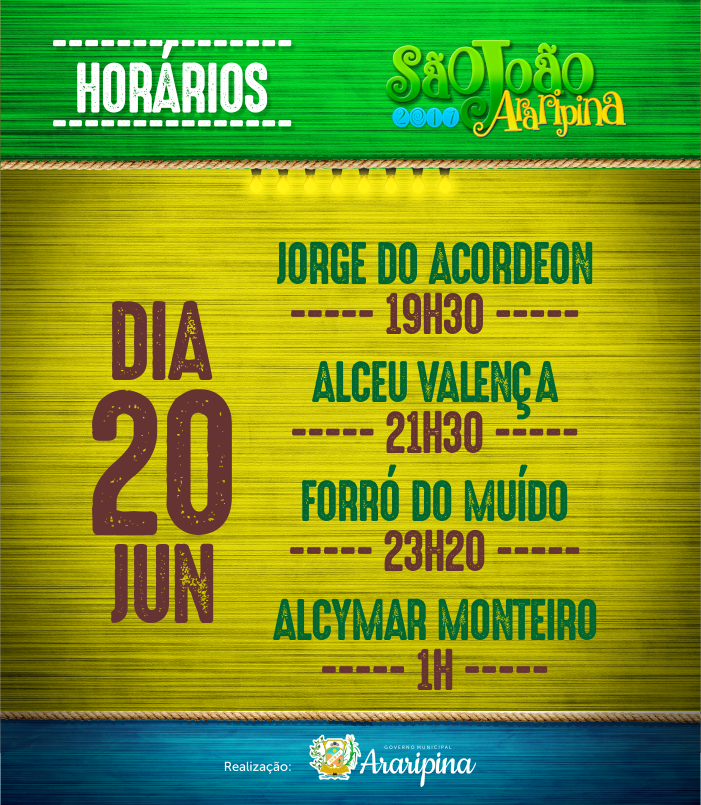 HORÁRIOS
SÃO JOÃO
2017 Araripina
DIA
20
JUN
JORGE DO ACORDEON
----- 19H30 -----
ALCEU VALENÇA
----- 21H30 -----
FORRÓ DO MUÍDO
----- 23H20 -----
ALCYMAR MONTEIRO
----- 1H -----
Realização:
GOVERNO MUNICIPAL
Araripina